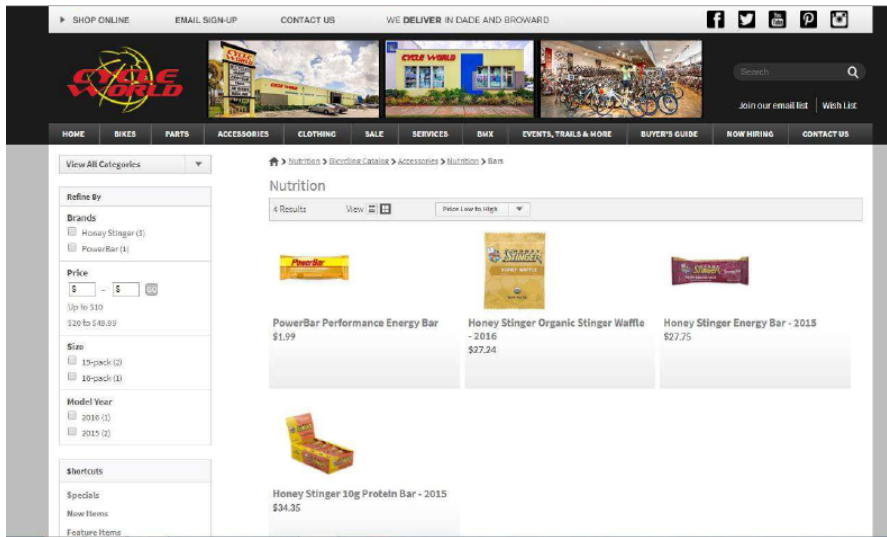 SHOP ONLINE EMAIL SIGN-UP CONTACT US WE DELIVER IN DADE AND BROWARD
CYCLE WORLD
CYCLE WORLD
Search
Join our email list Wish List
HOME BIKES PARTS ACCESSORIES CLOTHING SALE SERVICES BMX EVENTS, TRAILS & MORE BUYER'S GUIDE NOW HIRING CONTACT US
View All Categories
Nutrition > Bicycling Catalog > Accessories > Nutrition > Bars
Nutrition
Refine By
4 Results View Price Low to High
Brands
Honey Stinger (3)
PowerBar (1)
Price
$ - $ GO
Up to $10
$20 to $49.99
Size
15-pack (2)
16-pack (1)
Model Year
2016 (1)
2015 (2)
PowerBar
STINGER
HONEY WAFFLE
STINGER
PowerBar Performance Energy Bar
$1.99
Honey Stinger Organic Stinger Waffle
- 2016
$27.24
Honey Stinger Energy Bar - 2015
$27.75
Honey Stinger 10g Protein Bar - 2015
$34.35
Shortcuts
Specials
New Items
Feature Items